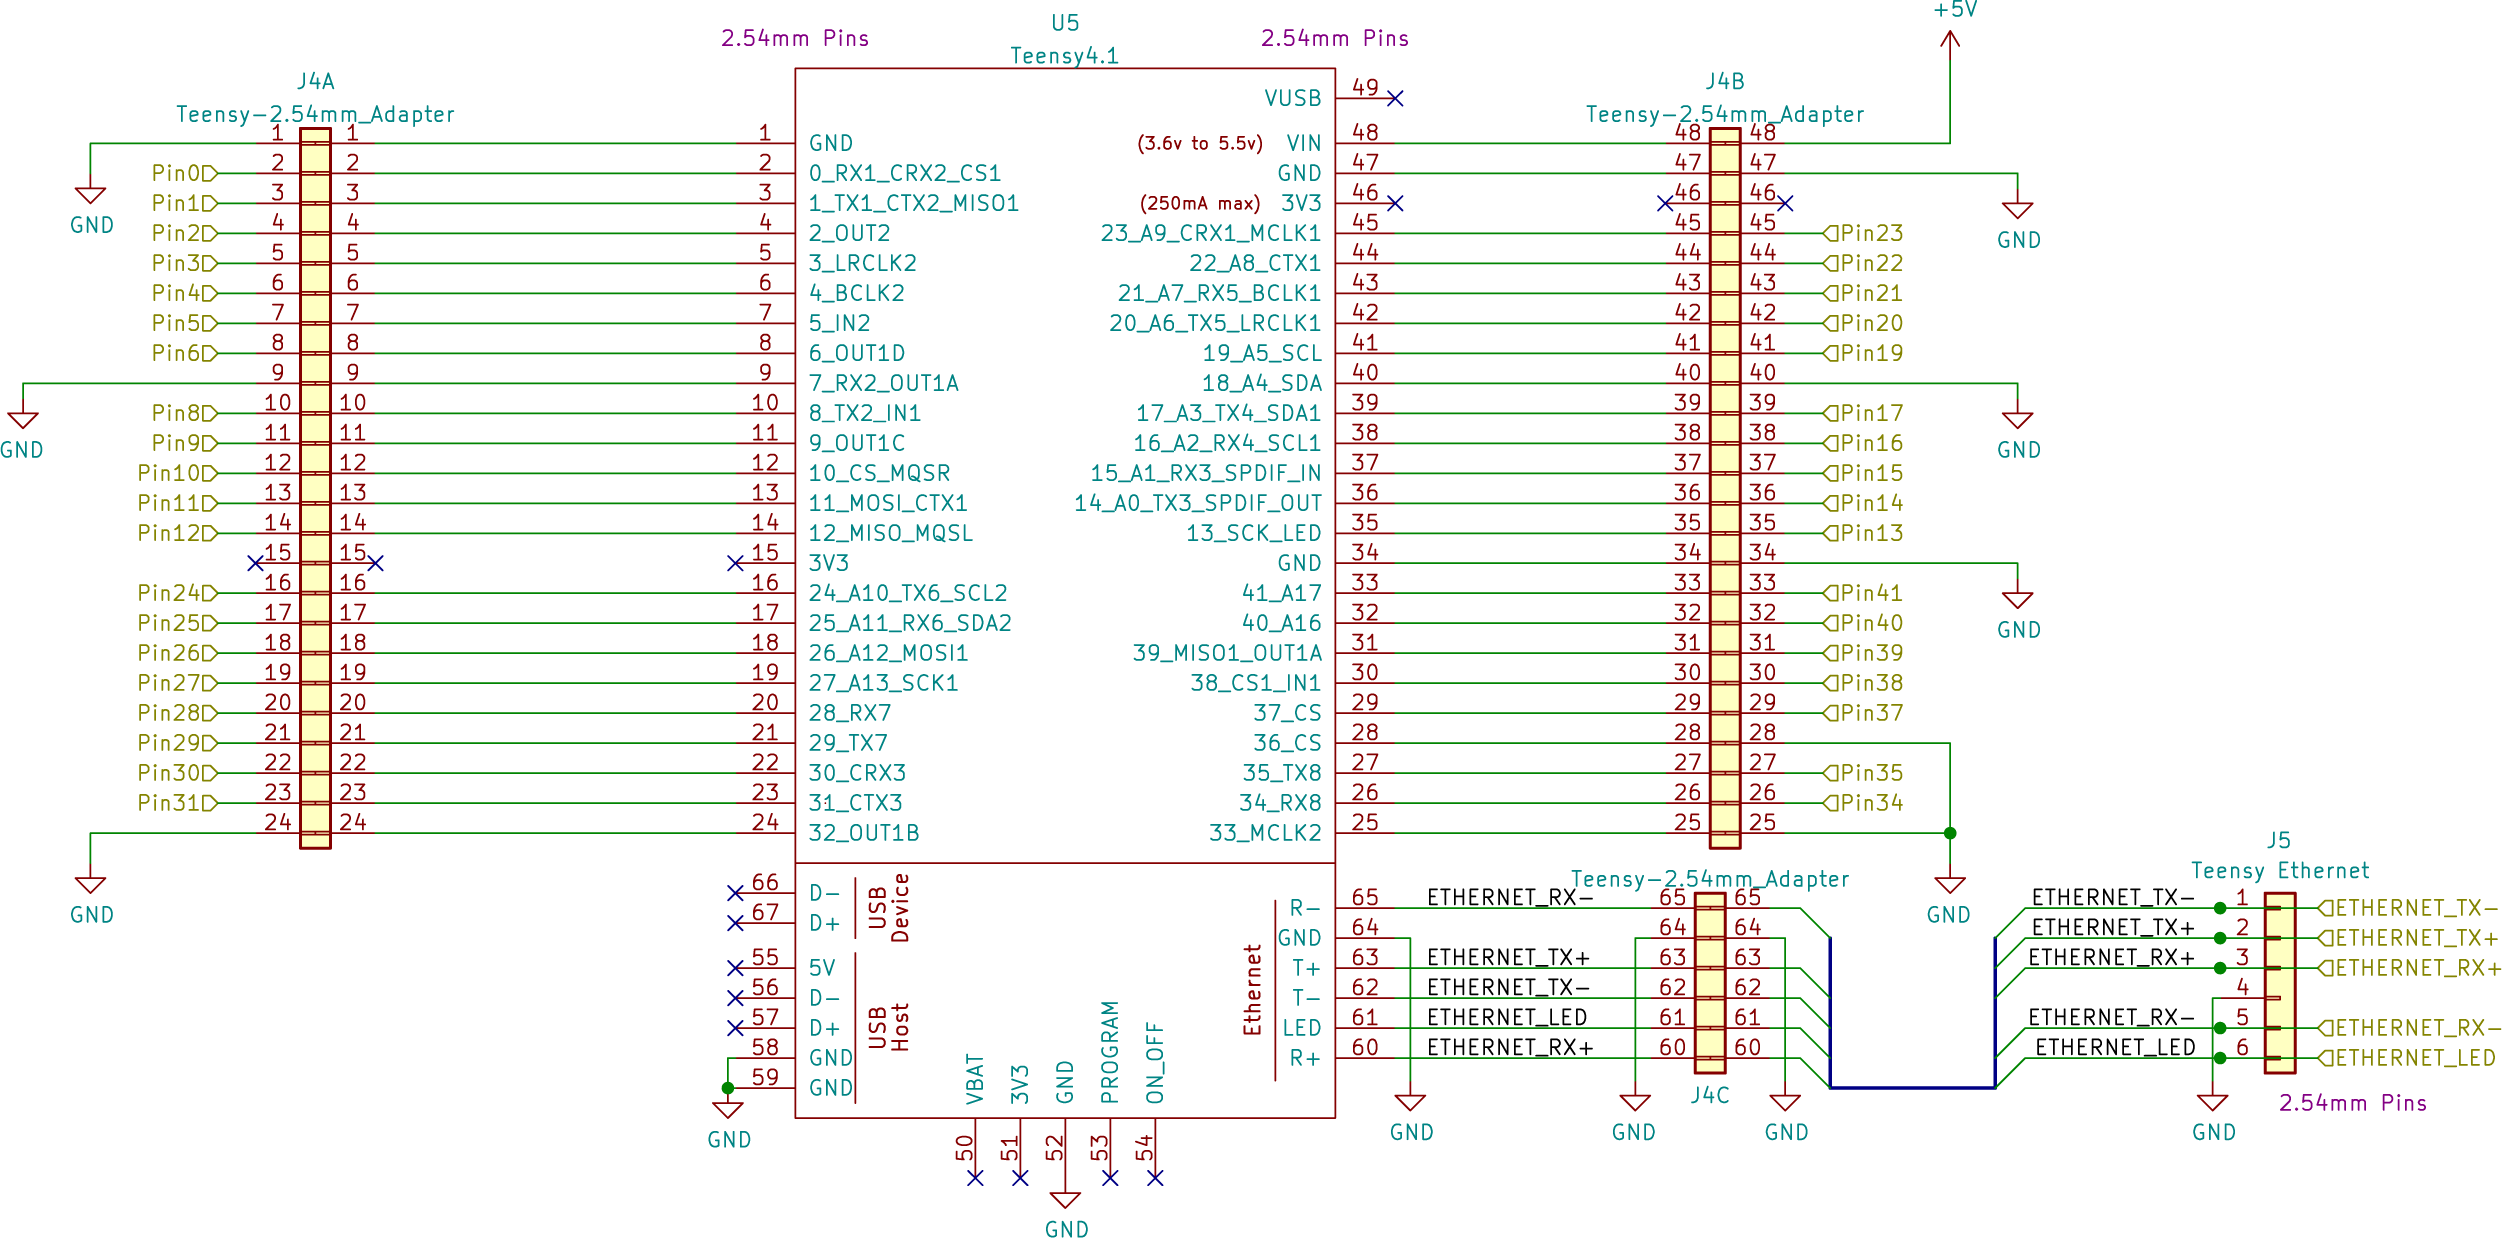 U5
Teensy4.1
2.54mm Pins
2.54mm Pins
+5V
J4A
Teensy-2.54mm_Adapter
J4B
Teensy-2.54mm_Adapter
VUSB 49
1 1 1 GND (3.6v to 5.5v) VIN 48 48 48
Pin0 2 2 2 0_RX1_CRX2_CS1 GND 47 47 47
Pin1 3 3 3 1_TX1_CTX2_MISO1 (250mA max) 3V3 46 46 46
GND
Pin2 4 4 4 2_OUT2 23_A9_CRX1_MCLK1 45 45 45 Pin23
GND
Pin3 5 5 5 3_LRCLK2 22_A8_CTX1 44 44 44 Pin22
Pin4 6 6 6 4_BCLK2 21_A7_RX5_BCLK1 43 43 43 Pin21
Pin5 7 7 7 5_IN2 20_A6_TX5_LRCLK1 42 42 42 Pin20
Pin6 8 8 8 6_OUT1D 19_A5_SCL 41 41 41 Pin19
9 9 9 7_RX2_OUT1A 18_A4_SDA 40 40 40
Pin8 10 10 10 8_TX2_IN1 17_A3_TX4_SDA1 39 39 39 Pin17
Pin9 11 11 11 9_OUT1C 16_A2_RX4_SCL1 38 38 38 Pin16
GND
GND
Pin10 12 12 12 10_CS_MQSR 15_A1_RX3_SPDIF_IN 37 37 37 Pin15
Pin11 13 13 13 11_MOSI_CTX1 14_A0_TX3_SPDIF_OUT 36 36 36 Pin14
Pin12 14 14 14 12_MISO_MQSL 13_SCK_LED 35 35 35 Pin13
15 15 15 3V3 GND 34 34 34
Pin24 16 16 16 24_A10_TX6_SCL2 41_A17 33 33 33 Pin41
Pin25 17 17 17 25_A11_RX6_SDA2 40_A16 32 32 32 Pin40
GND
Pin26 18 18 18 26_A12_MOSI1 39_MISO1_OUT1A 31 31 31 Pin39
Pin27 19 19 19 27_A13_SCK1 38_CS1_IN1 30 30 30 Pin38
Pin28 20 20 20 28_RX7 37_CS 29 29 29 Pin37
Pin29 21 21 21 29_TX7 36_CS 28 28 28
Pin30 22 22 22 30_CRX3 35_TX8 27 27 27 Pin35
Pin31 23 23 23 31_CTX3 34_RX8 26 26 26 Pin34
24 24 24 32_OUT1B 33_MCLK2 25 25 25
GND
GND
66 D-
67 D+
USB
Device
55 5V
56 D-
57 D+
58 GND
59 GND
USB
Host
GND
VBAT 50
3V3 51
GND 52
PROGRAM 53
ON_OFF 54
GND
Ethernet
Teensy-2.54mm_Adapter
R- 65 ETHERNET_RX- 65 65
GND 64 64 64
T+ 63 ETHERNET_TX+ 63 63
T- 62 ETHERNET_TX- 62 62
LED 61 ETHERNET_LED 61 61
R+ 60 ETHERNET_RX+ 60 60
J4C
GND
GND
GND
J5
Teensy Ethernet
ETHERNET_TX- 1 ETHERNET_TX-
ETHERNET_TX+ 2 ETHERNET_TX+
ETHERNET_RX+ 3 ETHERNET_RX+
4
ETHERNET_RX- 5 ETHERNET_RX-
ETHERNET_LED 6 ETHERNET_LED
2.54mm Pins
GND